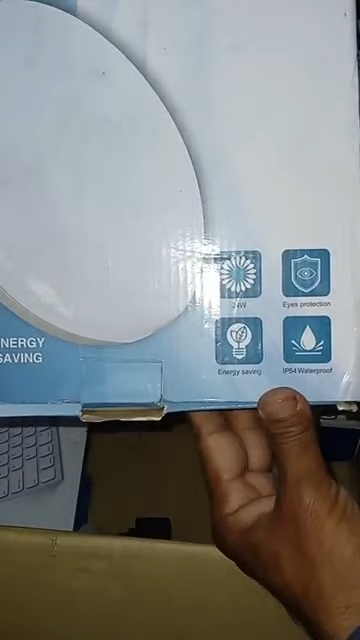 24W
Eyes protection
NERGY
SAVING
Energy saving
IP54 Waterproof